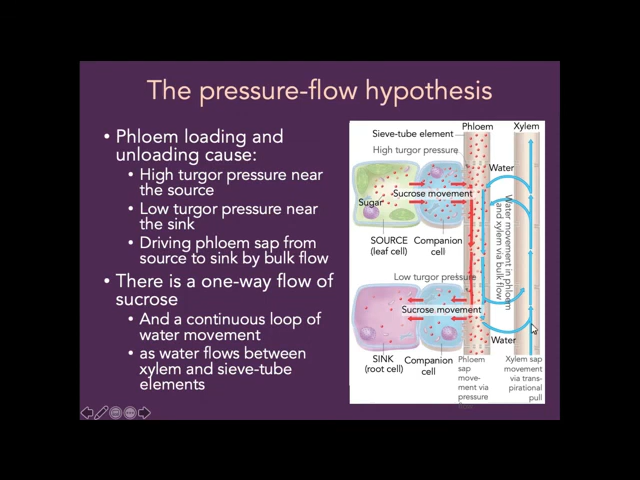 The pressure-flow hypothesis
• Phloem loading and
unloading cause:
• High turgor pressure near
the source
• Low turgor pressure near
the sink
• Driving phloem sap from
source to sink by bulk flow
• There is a one-way flow of
sucrose
• And a continuous loop of
water movement
• as water flows between
xylem and sieve-tube
elements
Phloem
Xylem
Sieve-tube element
High turgor pressure
Water
Sucrose movement
Sugar
Water movement in phloem
and xylem via bulk flow
SOURCE
(leaf cell)
Companion
cell
Low turgor pressure
Sucrose movement
Water
SINK
(root cell)
Companion
cell
Phloem
sap
move-
ment via
pressure
flow
Xylem sap
movement
via trans-
pirational
pull